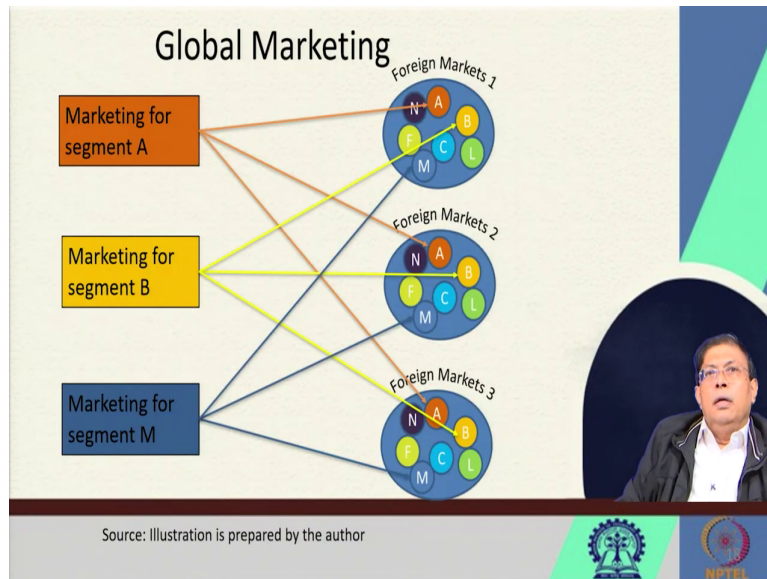 Global Marketing
Marketing for
segment A
Marketing for
segment B
Marketing for
segment M
Foreign Markets 1
N
A
B
F
C
L
M
Foreign Markets 2
N
A
B
F
C
L
M
Foreign Markets 3
N
A
B
F
C
L
M
Source: Illustration is prepared by the author
NPTEL